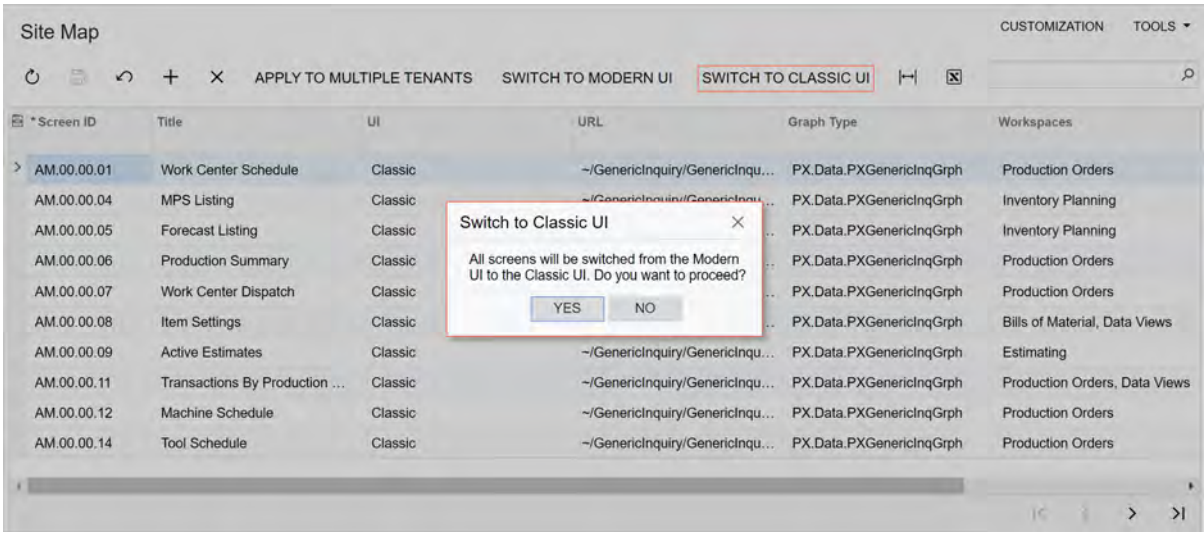 Site Map
CUSTOMIZATION TOOLS
APPLY TO MULTIPLE TENANTS SWITCH TO MODERN UI SWITCH TO CLASSIC UI
* Screen ID Title UI URL Graph Type Workspaces
AM.00.00.01 Work Center Schedule Classic ~/GenericInquiry/GenericInqu... PX.Data.PXGenericInqGrph Production Orders
AM.00.00.04 MPS Listing Classic ~/GenericInquiry/GenericInqu... PX.Data.PXGenericInqGrph Inventory Planning
AM.00.00.05 Forecast Listing Classic PX.Data.PXGenericInqGrph Inventory Planning
AM.00.00.06 Production Summary Classic PX.Data.PXGenericInqGrph Production Orders
AM.00.00.07 Work Center Dispatch Classic PX.Data.PXGenericInqGrph Production Orders
AM.00.00.08 Item Settings Classic PX.Data.PXGenericInqGrph Bills of Material, Data Views
AM.00.00.09 Active Estimates Classic ~/GenericInquiry/GenericInqu... PX.Data.PXGenericInqGrph Estimating
AM.00.00.11 Transactions By Production ... Classic ~/GenericInquiry/GenericInqu... PX.Data.PXGenericInqGrph Production Orders, Data Views
AM.00.00.12 Machine Schedule Classic ~/GenericInquiry/GenericInqu... PX.Data.PXGenericInqGrph Production Orders
AM.00.00.14 Tool Schedule Classic ~/GenericInquiry/GenericInqu... PX.Data.PXGenericInqGrph Production Orders
Switch to Classic UI
All screens will be switched from the Modern
UI to the Classic UI. Do you want to proceed?
YES NO